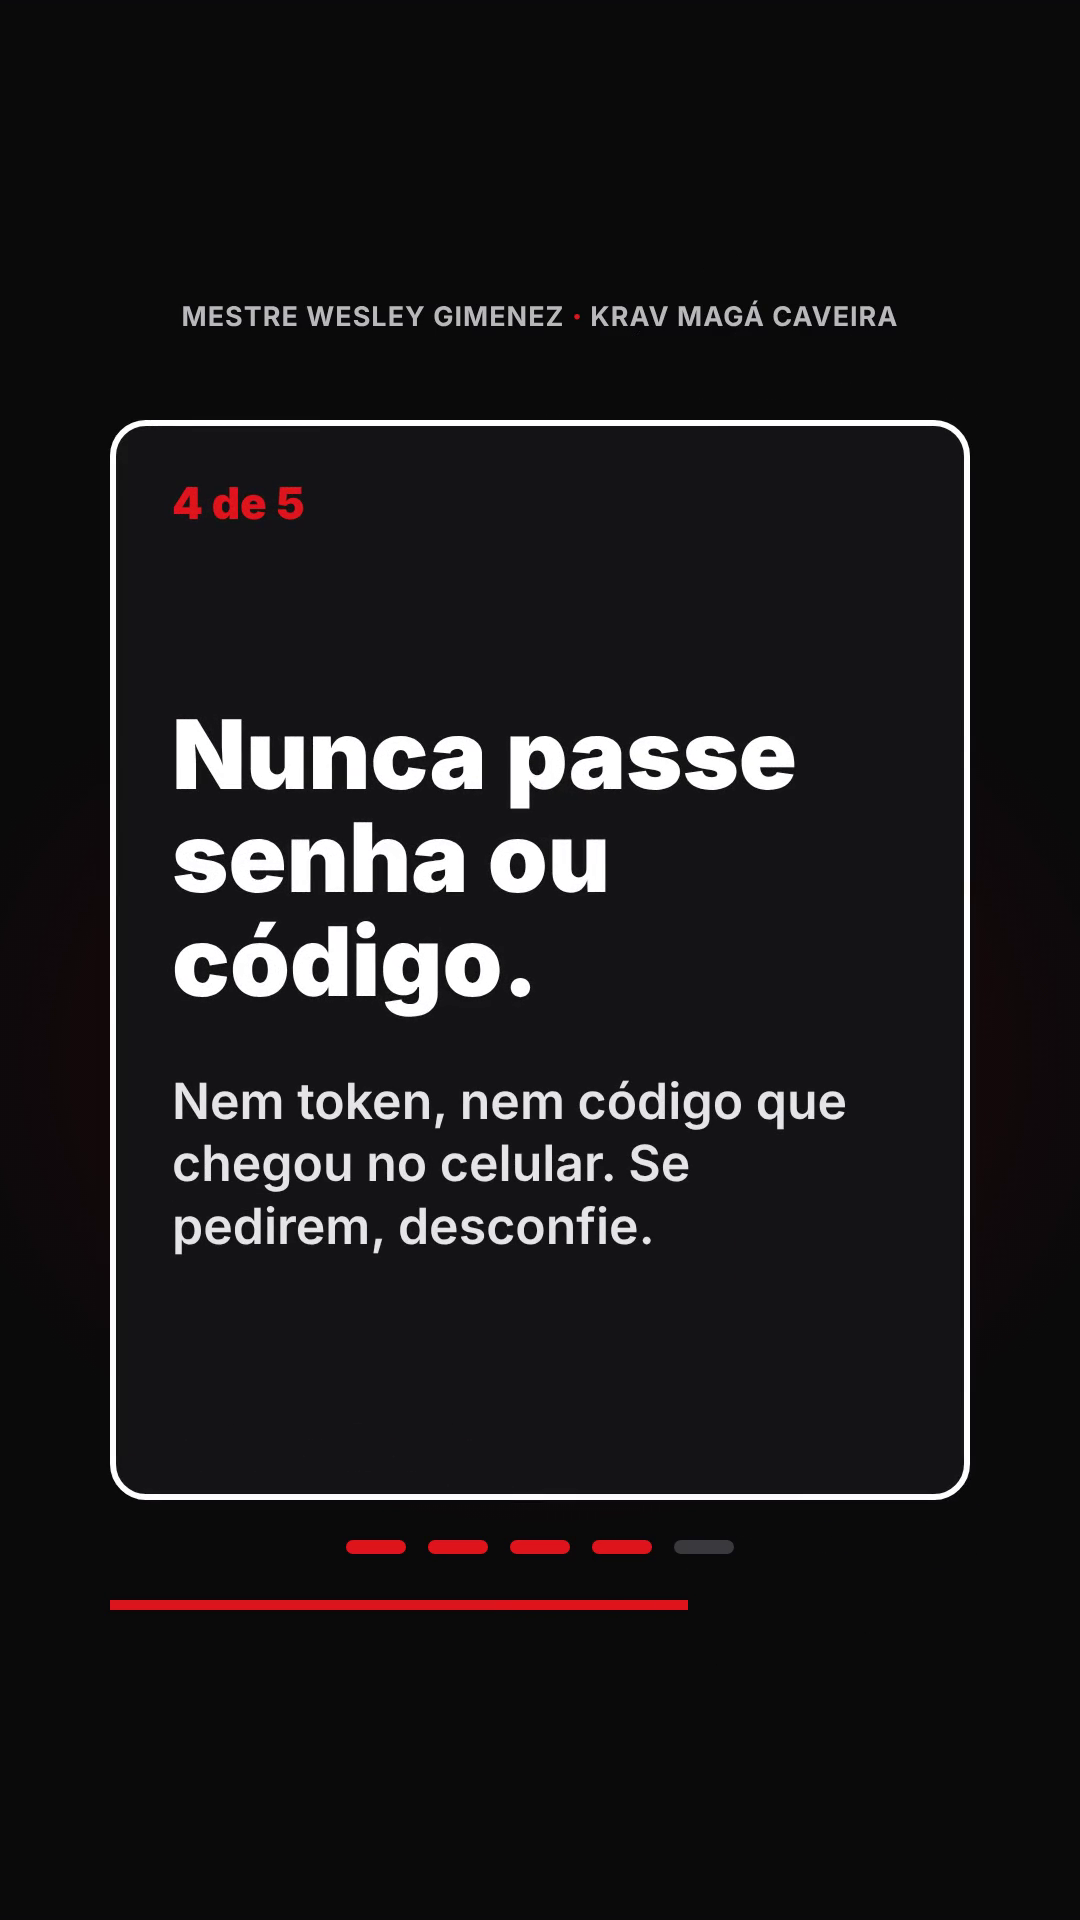 MESTRE WESLEY GIMENEZ · KRAV MAGÁ CAVEIRA
4 de 5
Nunca passe
senha ou
código.
Nem token, nem código que
chegou no celular. Se
pedirem, desconfie.